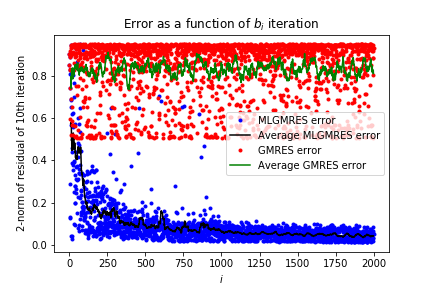 Error as a function of b_i iteration
2-norm of residual of 10th iteration
0.8
0.6
0.4
0.2
0.0
MLGMRES error
Average MLGMRES error
GMRES error
Average GMRES error
0 250 500 750 1000 1250 1500 1750 2000
i